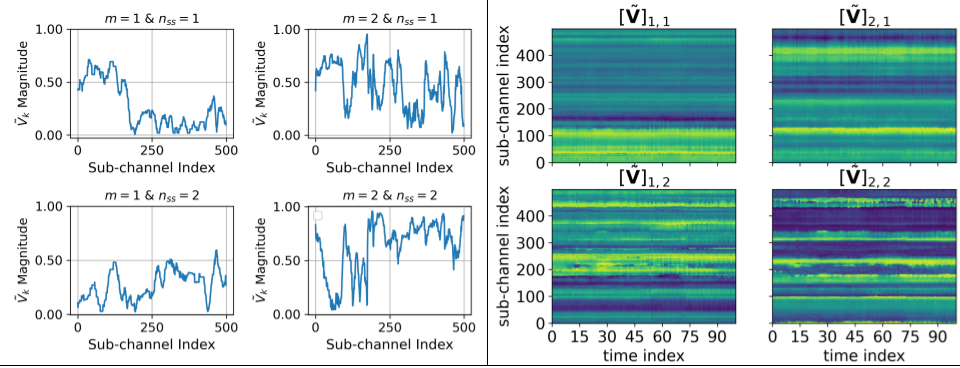 m = 1 & n_ss = 1
1.00
0.50
0.00
Ṽ_k Magnitude
0 250 500
Sub-channel Index
m = 2 & n_ss = 1
1.00
0.50
0.00
Ṽ_k Magnitude
0 250 500
Sub-channel Index
m = 1 & n_ss = 2
1.00
0.50
0.00
Ṽ_k Magnitude
0 250 500
Sub-channel Index
m = 2 & n_ss = 2
1.00
0.50
0.00
Ṽ_k Magnitude
0 250 500
Sub-channel Index
[Ṽ]_1, 1
sub-channel index
400
300
200
100
0
[Ṽ]_2, 1
[Ṽ]_1, 2
sub-channel index
400
300
200
100
0
0 15 30 45 60 75 90
time index
[Ṽ]_2, 2
0 15 30 45 60 75 90
time index